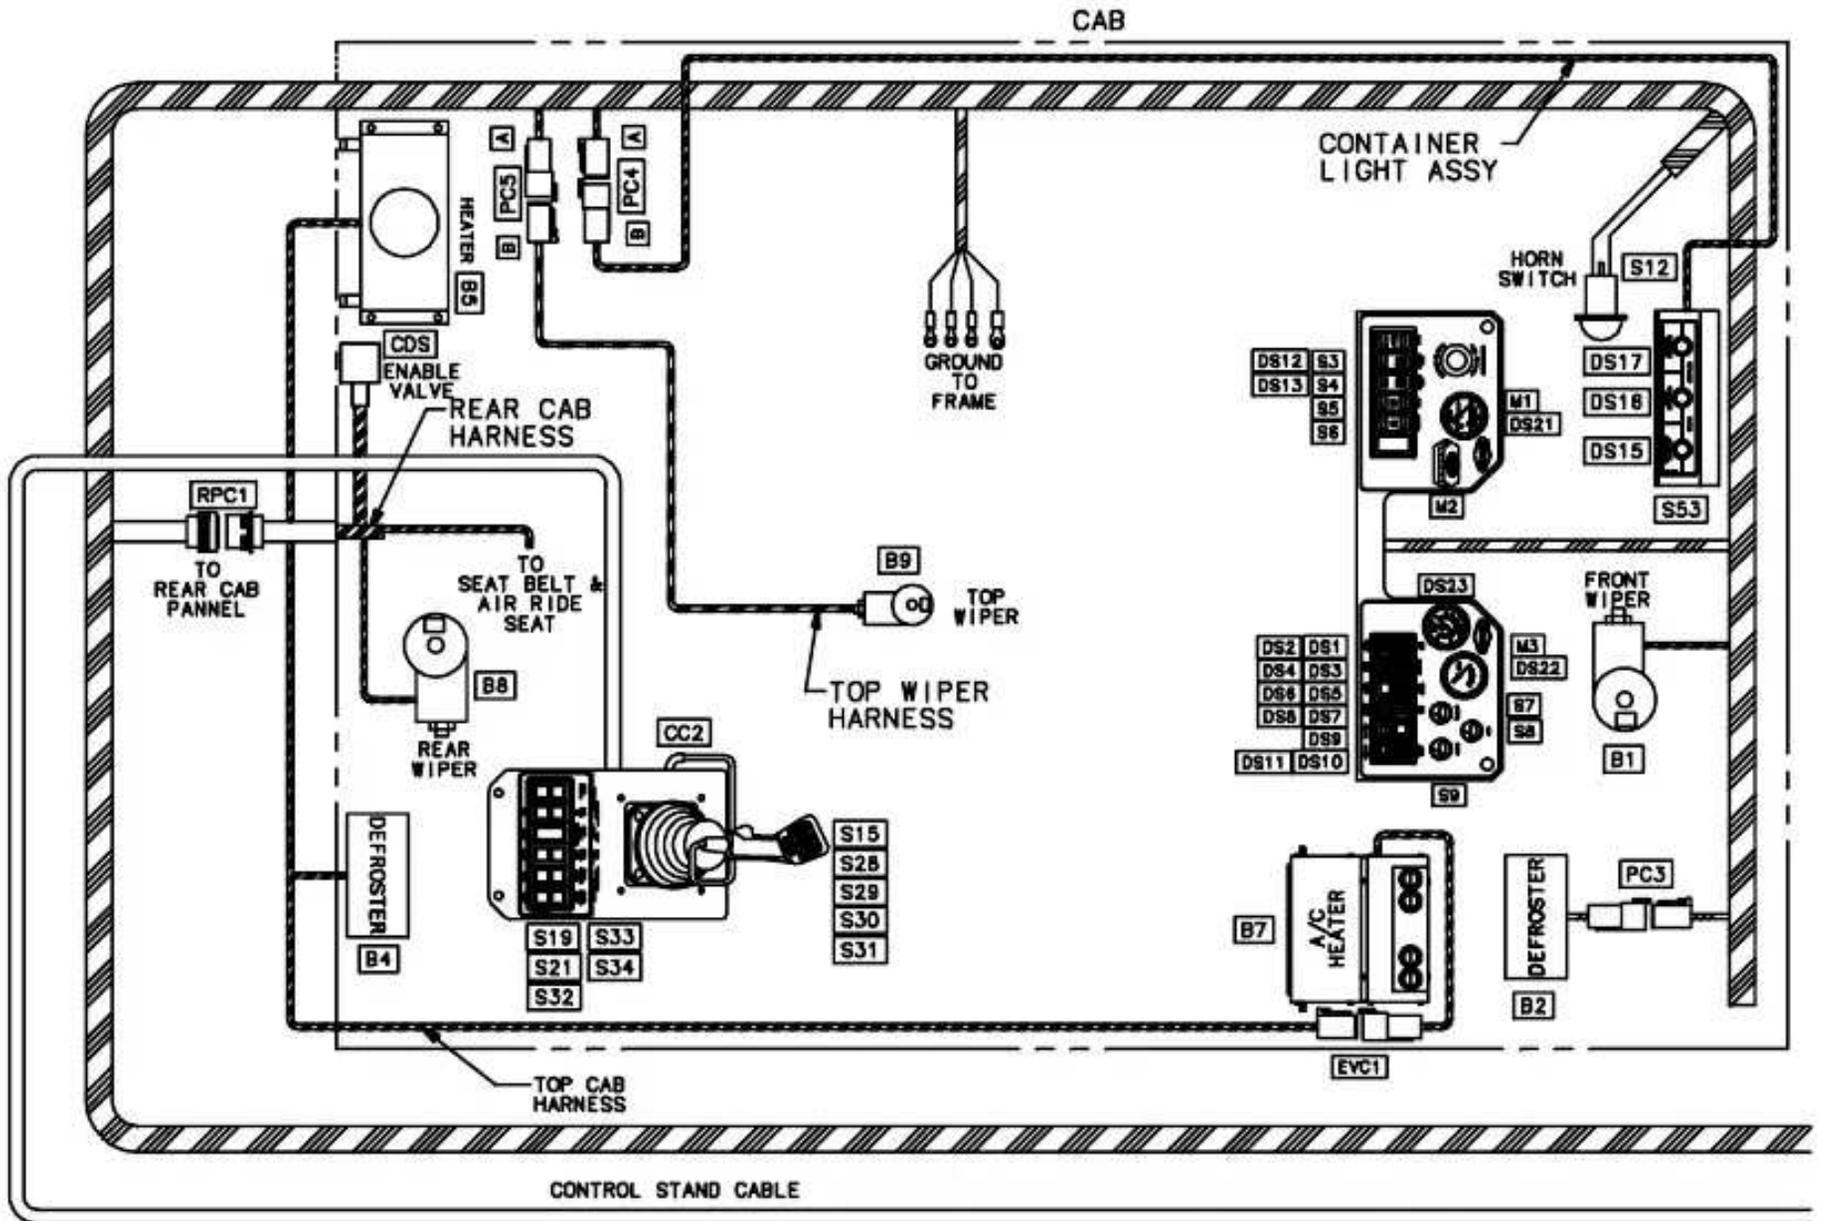 CAB
CONTAINER
LIGHT ASSY
A
PC5
B
A
PC4
B
HEATER
B5
CDS
ENABLE
VALVE
REAR CAB
HARNESS
RPC1
TO
REAR CAB
PANNEL
TO
SEAT BELT &
AIR RIDE
SEAT
GROUND
TO
FRAME
HORN
SWITCH
S12
DS12 S3
DS13 S4
S5
S6
M1
DS21
M2
DS17
DS16
DS15
S53
B9
TOP
WIPER
TOP WIPER
HARNESS
B8
REAR
WIPER
DS23
DS2 DS1
DS4 DS3
DS6 DS5
DS8 DS7
DS9
DS11 DS10
M3
DS22
S7
S8
S9
FRONT
WIPER
B1
CC2
S15
S28
S29
S30
S31
S19 S33
S21 S34
S32
DEFROSTER
B4
B7
A/C
HEATER
EVC1
DEFROSTER
B2
PC3
TOP CAB
HARNESS
CONTROL STAND CABLE